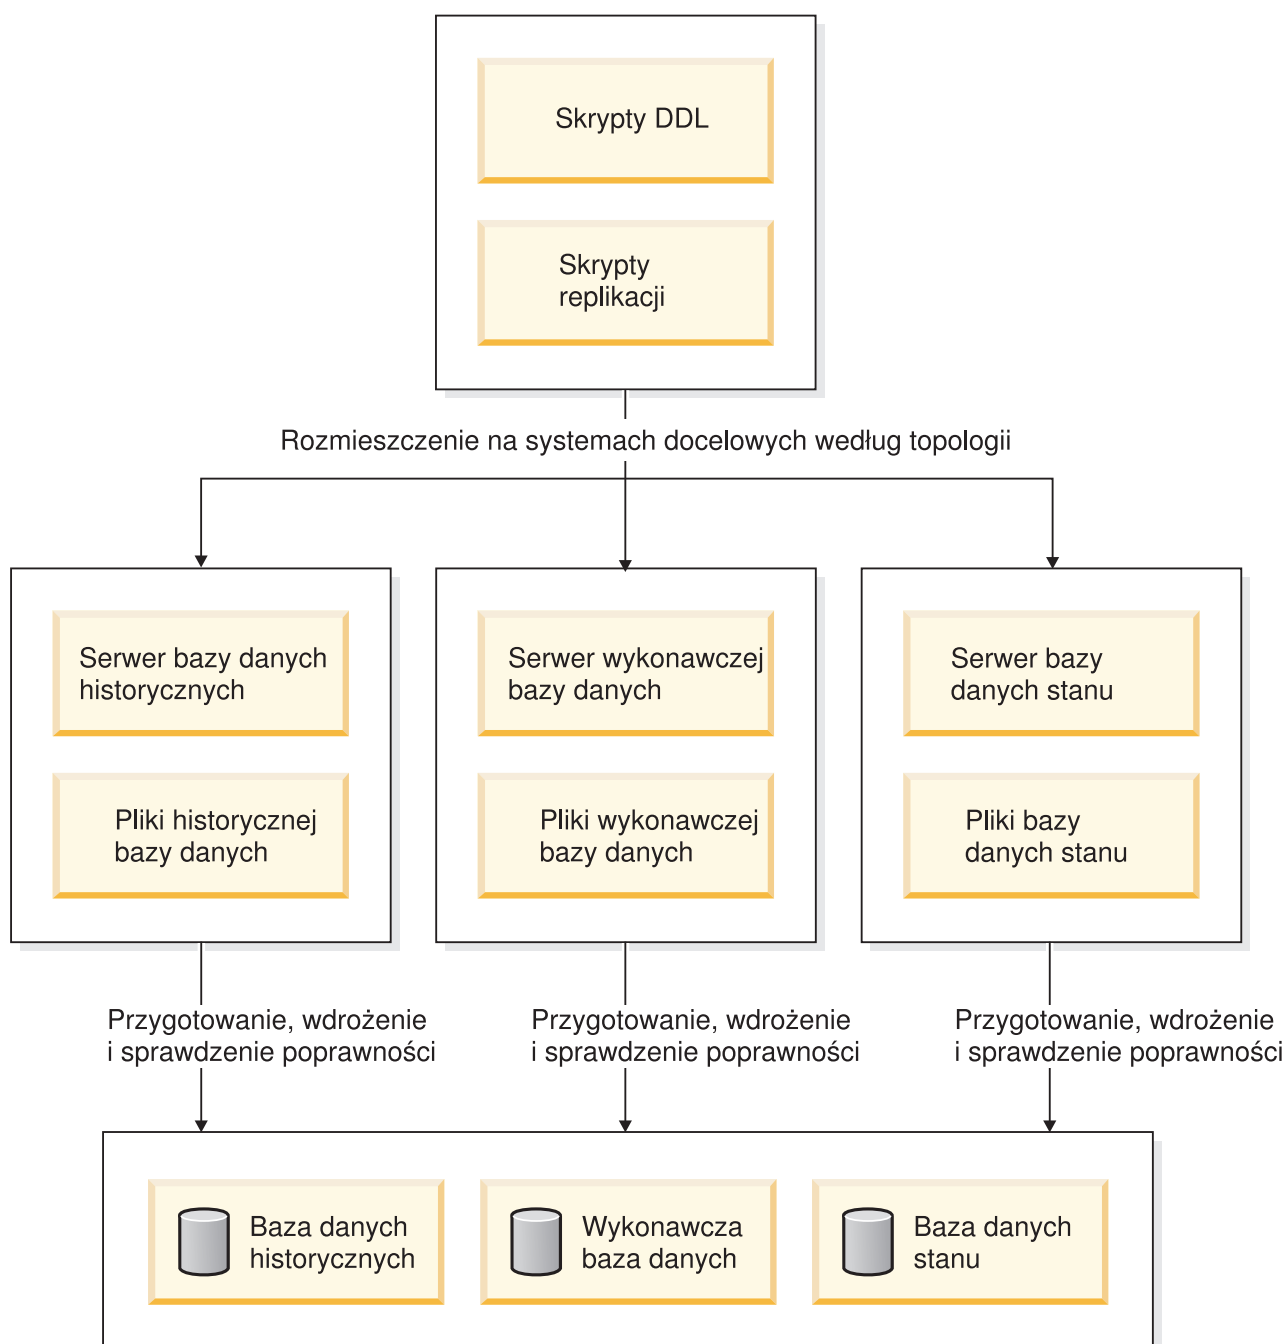 Skrypty DDL
Skrypty
replikacji
Rozmieszczenie na systemach docelowych według topologii
Serwer bazy danych
historycznych
Serwer wykonawczej
bazy danych
Serwer bazy
danych stanu
Pliki historycznej
bazy danych
Pliki wykonawczej
bazy danych
Pliki bazy
danych stanu
Przygotowanie, wdrożenie
i sprawdzenie poprawności
Przygotowanie, wdrożenie
i sprawdzenie poprawności
Przygotowanie, wdrożenie
i sprawdzenie poprawności
Baza danych
historycznych
Wykonawcza
baza danych
Baza danych
stanu